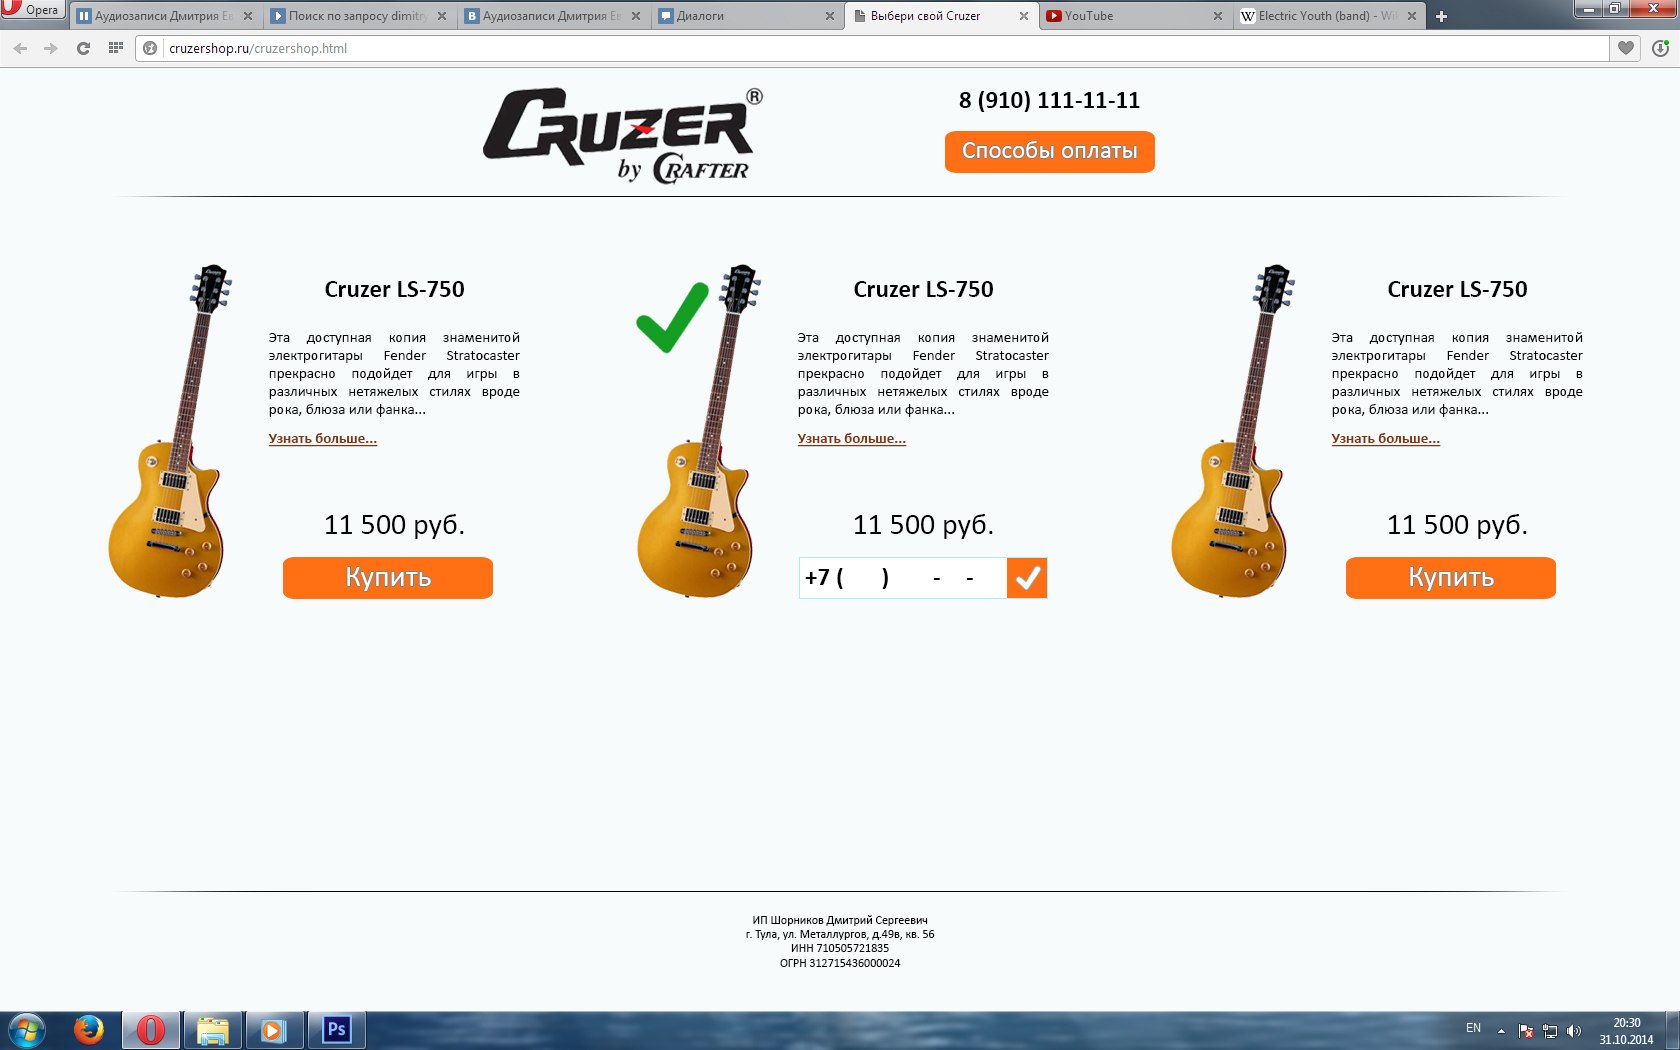 Opera
Аудиозаписи Дмитрия Ев
Поиск по запросу dimitry
Аудиозаписи Дмитрия Ев
Диалоги
Выбери свой Cruzer
YouTube
Electric Youth (band) - Wi
cruzershop.ru/cruzershop.html
CRUZER®
by CRAFTER
8 (910) 111-11-11
Способы оплаты
Cruzer LS-750
Эта доступная копия знаменитой
электрогитары Fender Stratocaster
прекрасно подойдет для игры в
различных нетяжелых стилях вроде
рока, блюза или фанка...
Узнать больше...
11 500 руб.
Купить
Cruzer LS-750
Эта доступная копия знаменитой
электрогитары Fender Stratocaster
прекрасно подойдет для игры в
различных нетяжелых стилях вроде
рока, блюза или фанка...
Узнать больше...
11 500 руб.
+7 ( ) - -
Cruzer LS-750
Эта доступная копия знаменитой
электрогитары Fender Stratocaster
прекрасно подойдет для игры в
различных нетяжелых стилях вроде
рока, блюза или фанка...
Узнать больше...
11 500 руб.
Купить
ИП Шорников Дмитрий Сергеевич
г. Тула, ул. Металлургов, д.49в, кв. 56
ИНН 710505721835
ОГРН 312715436000024
Ps
EN
20:30
31.10.2014